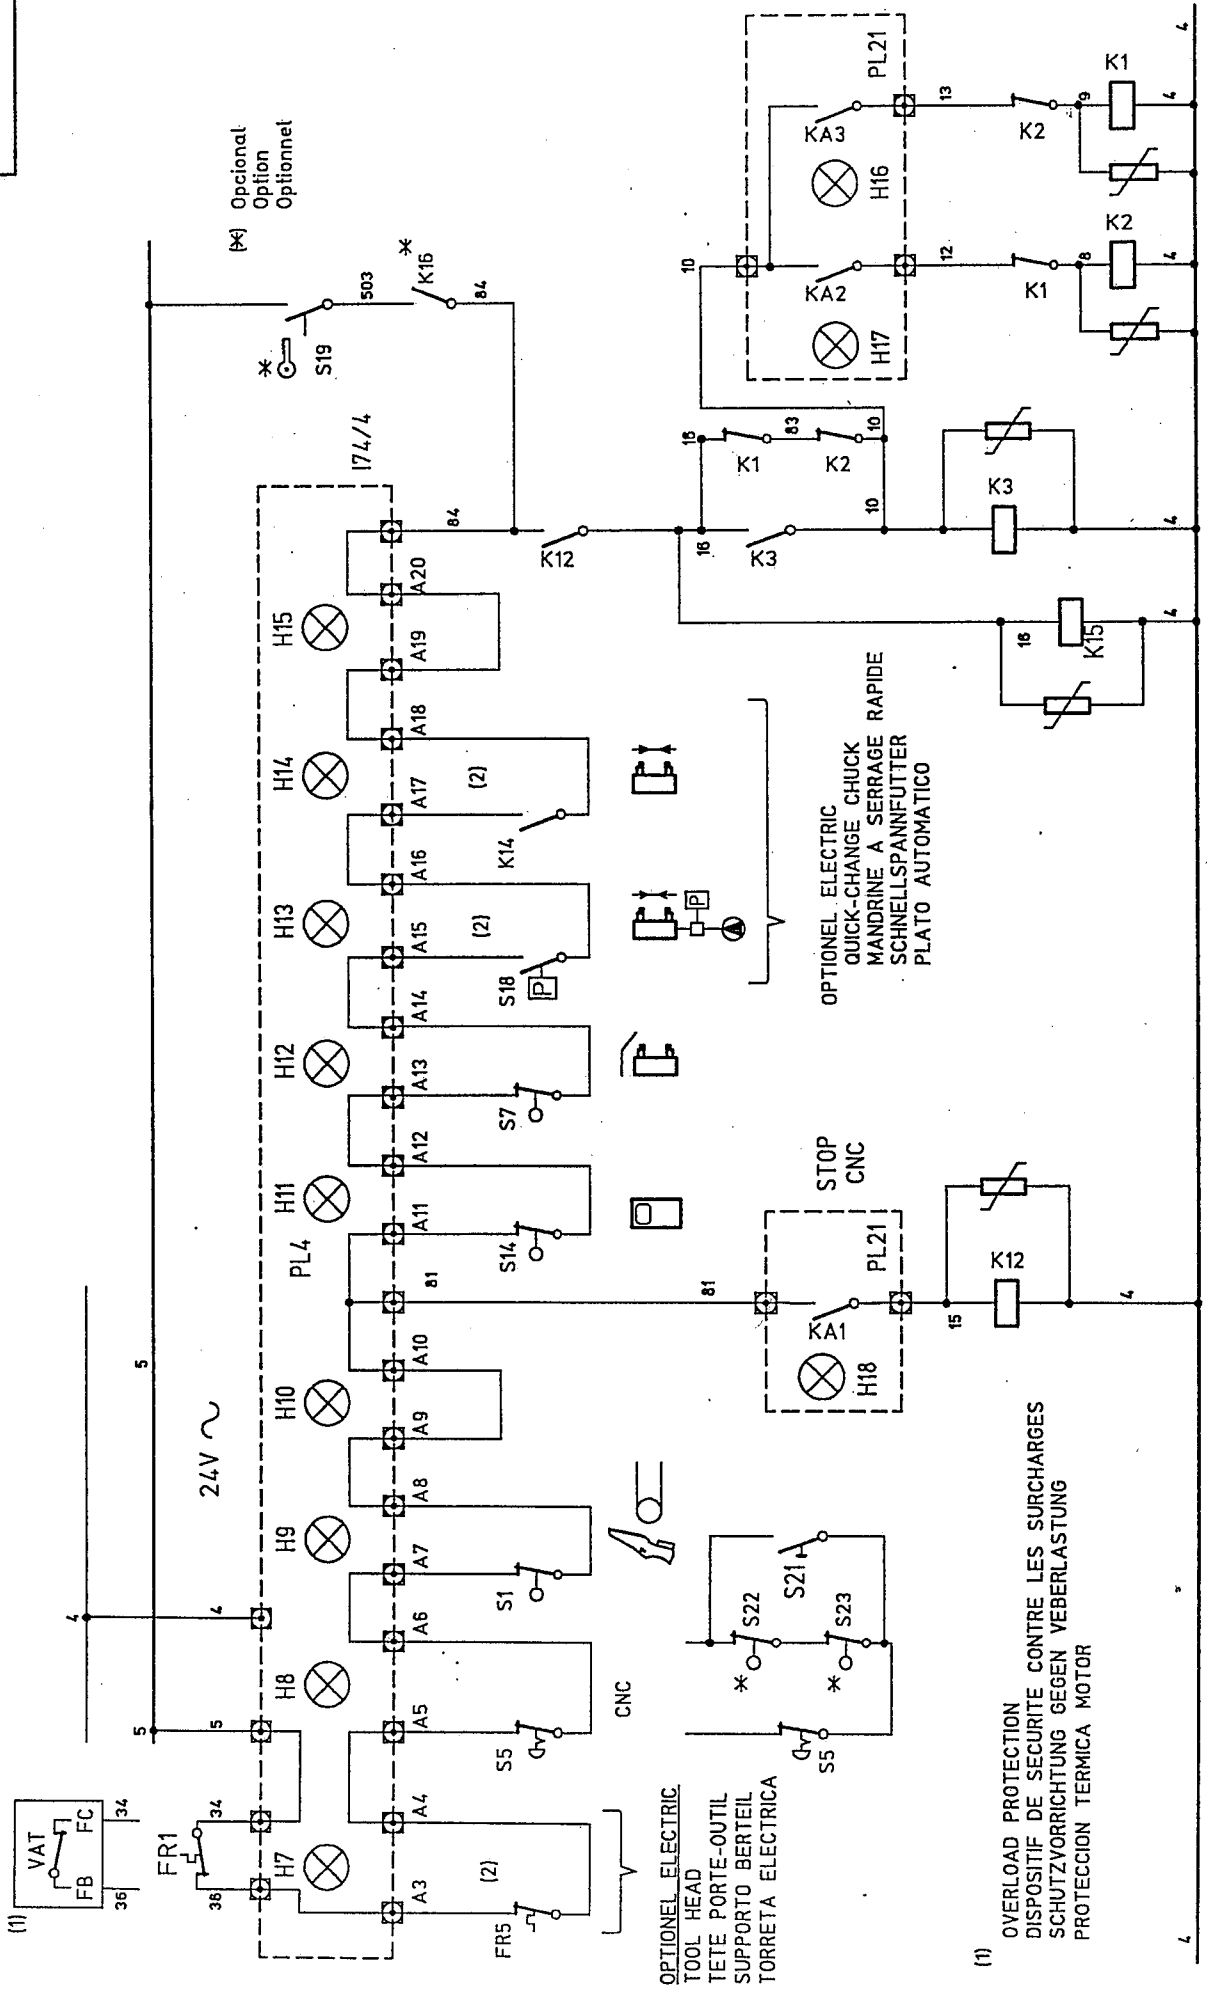 (1)
VAT
FB
FC
36
34
FR1
36
34
5
5
4
4
5
24V
(*) Opcional
Option
Optionnel
*
S19
503
K16
*
84
H7
H8
H9
H10
PL4
H11
H12
H13
H14
H15
174/4
A3
A4
A5
A6
A7
A8
A9
A10
81
A11
A12
A13
A14
A15
A16
A17
A18
A19
A20
84
FR5
(2)
S5
S1
S14
S7
S18
P
(2)
K14
(2)
K12
CNC
P
OPTIONEL ELECTRIC
TOOL HEAD
TETE PORTE-OUTIL
SUPPORTO BERTEIL
TORRETA ELECTRICA
S5
*
S22
*
S23
S21
81
STOP
CNC
KA1
H18
PL21
15
K12
4
OPTIONEL ELECTRIC
QUICK-CHANGE CHUCK
MANDRINE A SERRAGE RAPIDE
SCHNELLSPANNFUTTER
PLATO AUTOMATICO
16
K3
16
K1
83
K2
10
10
K3
4
16
K15
4
10
H17
KA2
H16
KA3
PL21
12
13
K1
K2
8
9
K2
K1
4
4
4
(1)
OVERLOAD PROTECTION
DISPOSITIF DE SECURITE CONTRE LES SURCHARGES
SCHUTZVORRICHTUNG GEGEN VEBERLASTUNG
PROTECCION TERMICA MOTOR
4